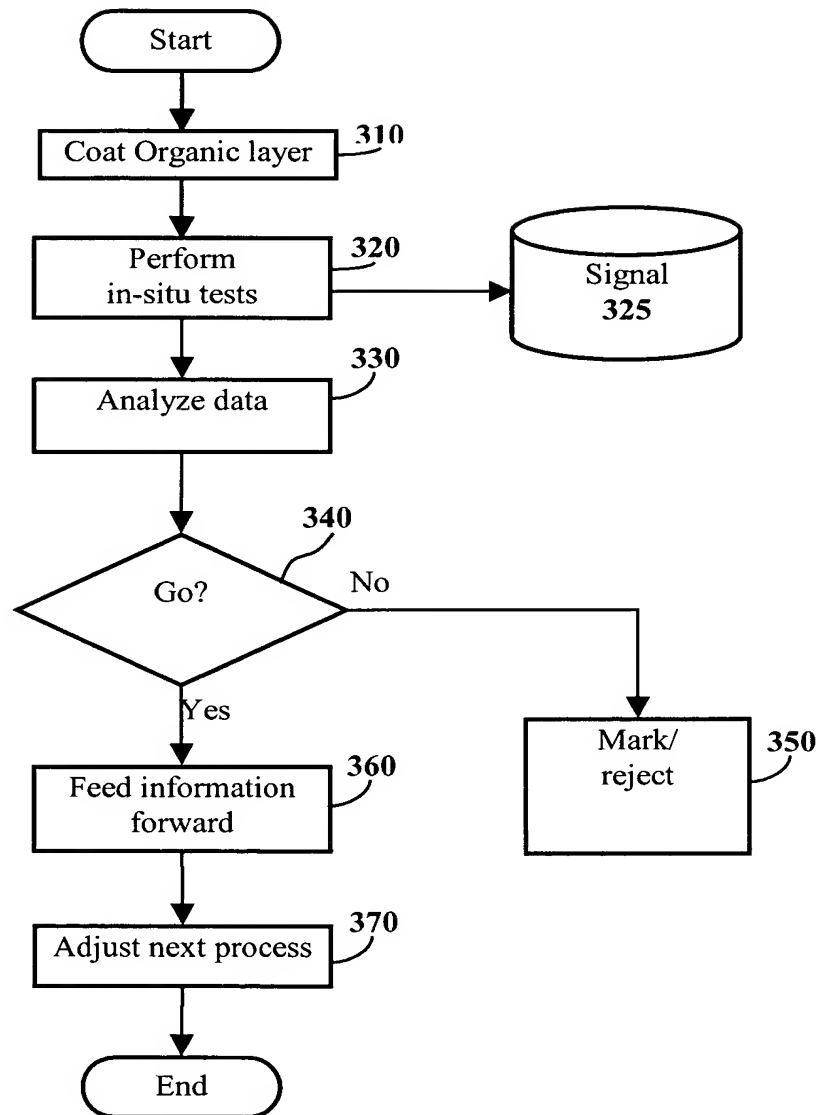 Start
310
Coat Organic layer
320
Perform
in-situ tests
Signal
325
330
Analyze data
340
Go?
No
Yes
Mark/
reject
350
360
Feed information
forward
370
Adjust next process
End